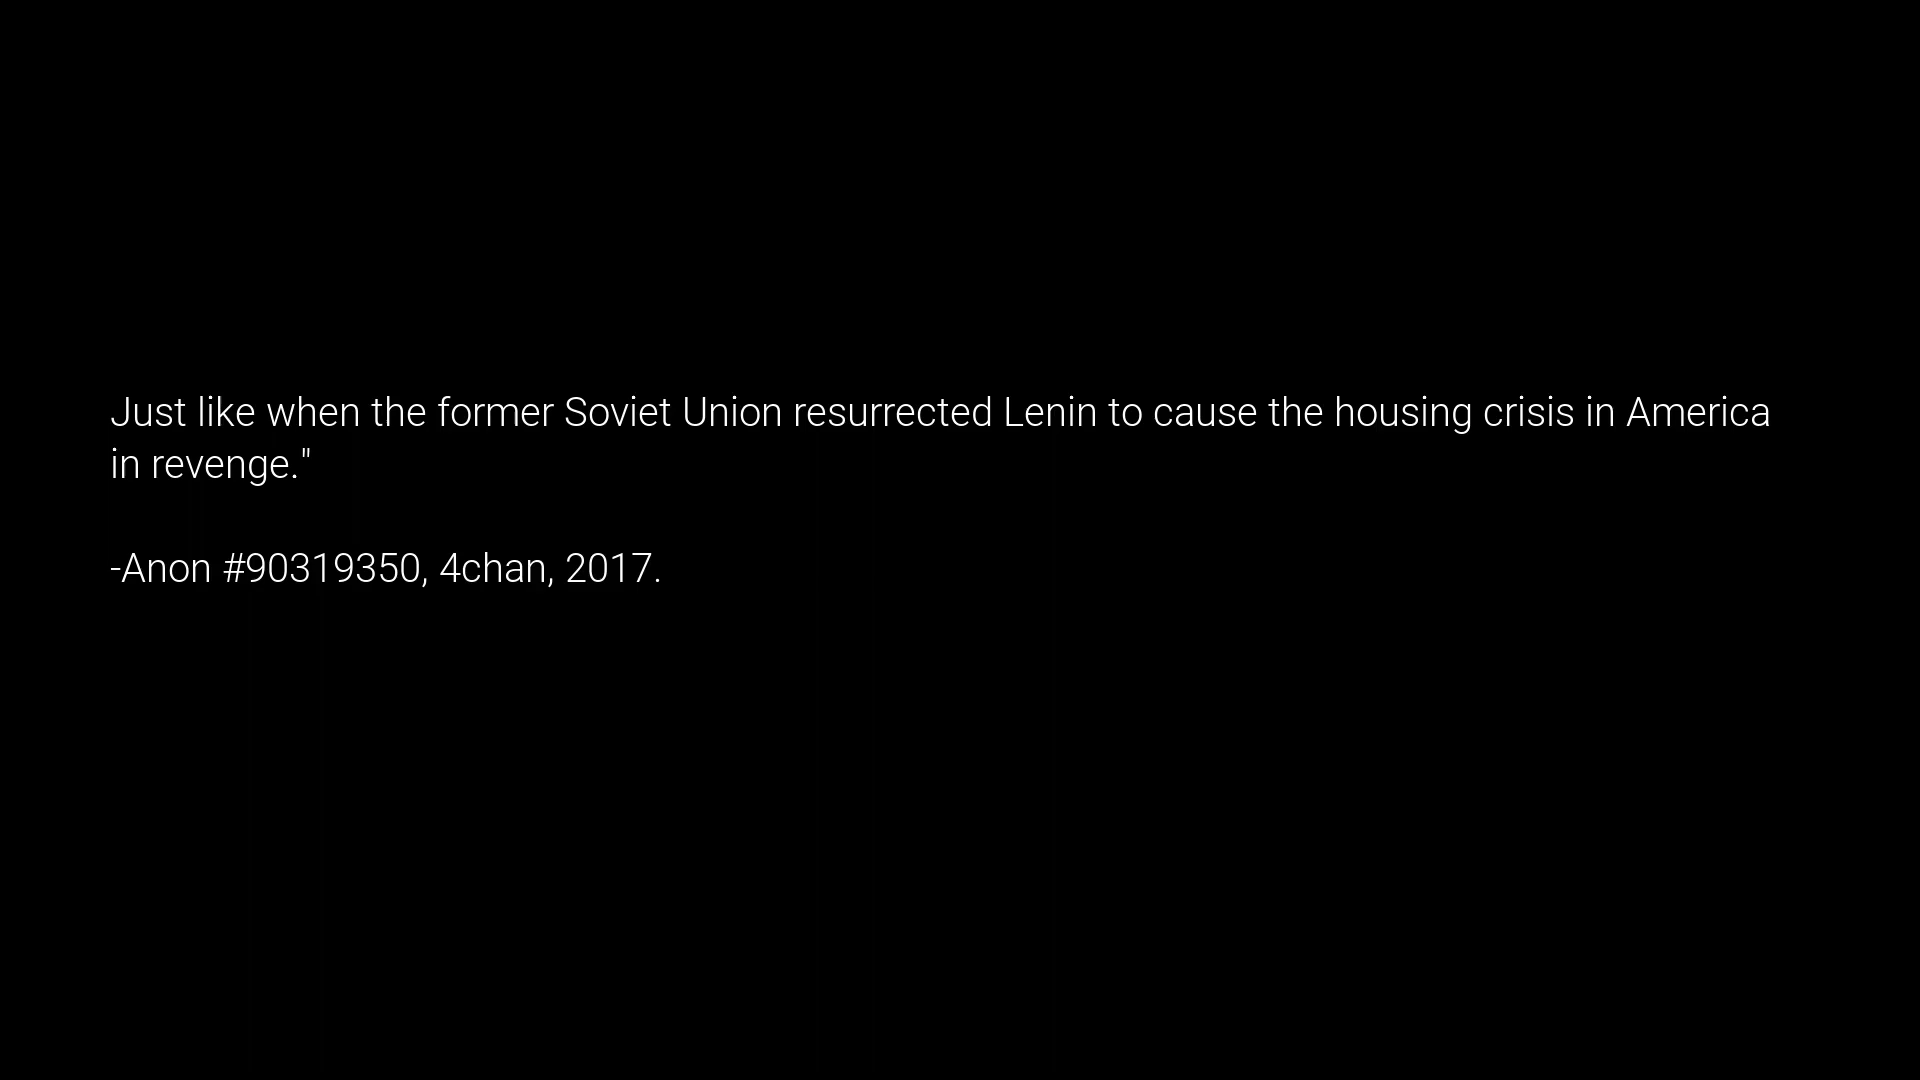 Just like when the former Soviet Union resurrected Lenin to cause the housing crisis in America
in revenge."
-Anon #90319350, 4chan, 2017.